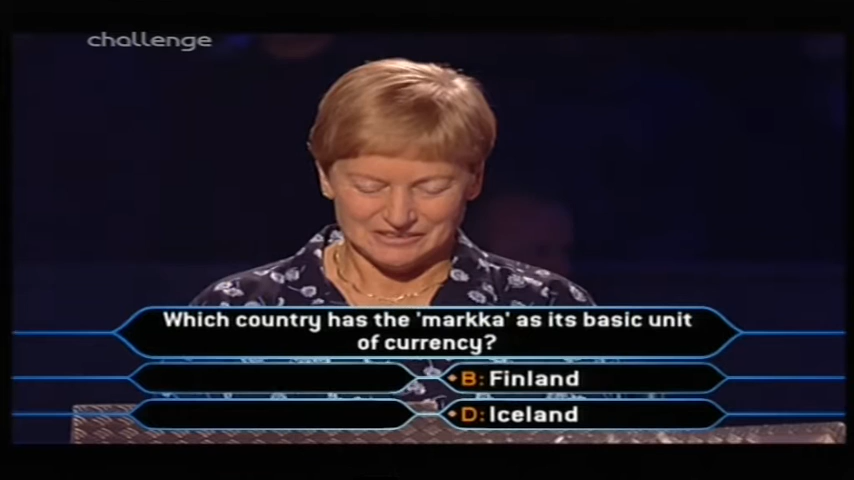 challenge
Which country has the 'markka' as its basic unit
of currency?
B: Finland
D: Iceland